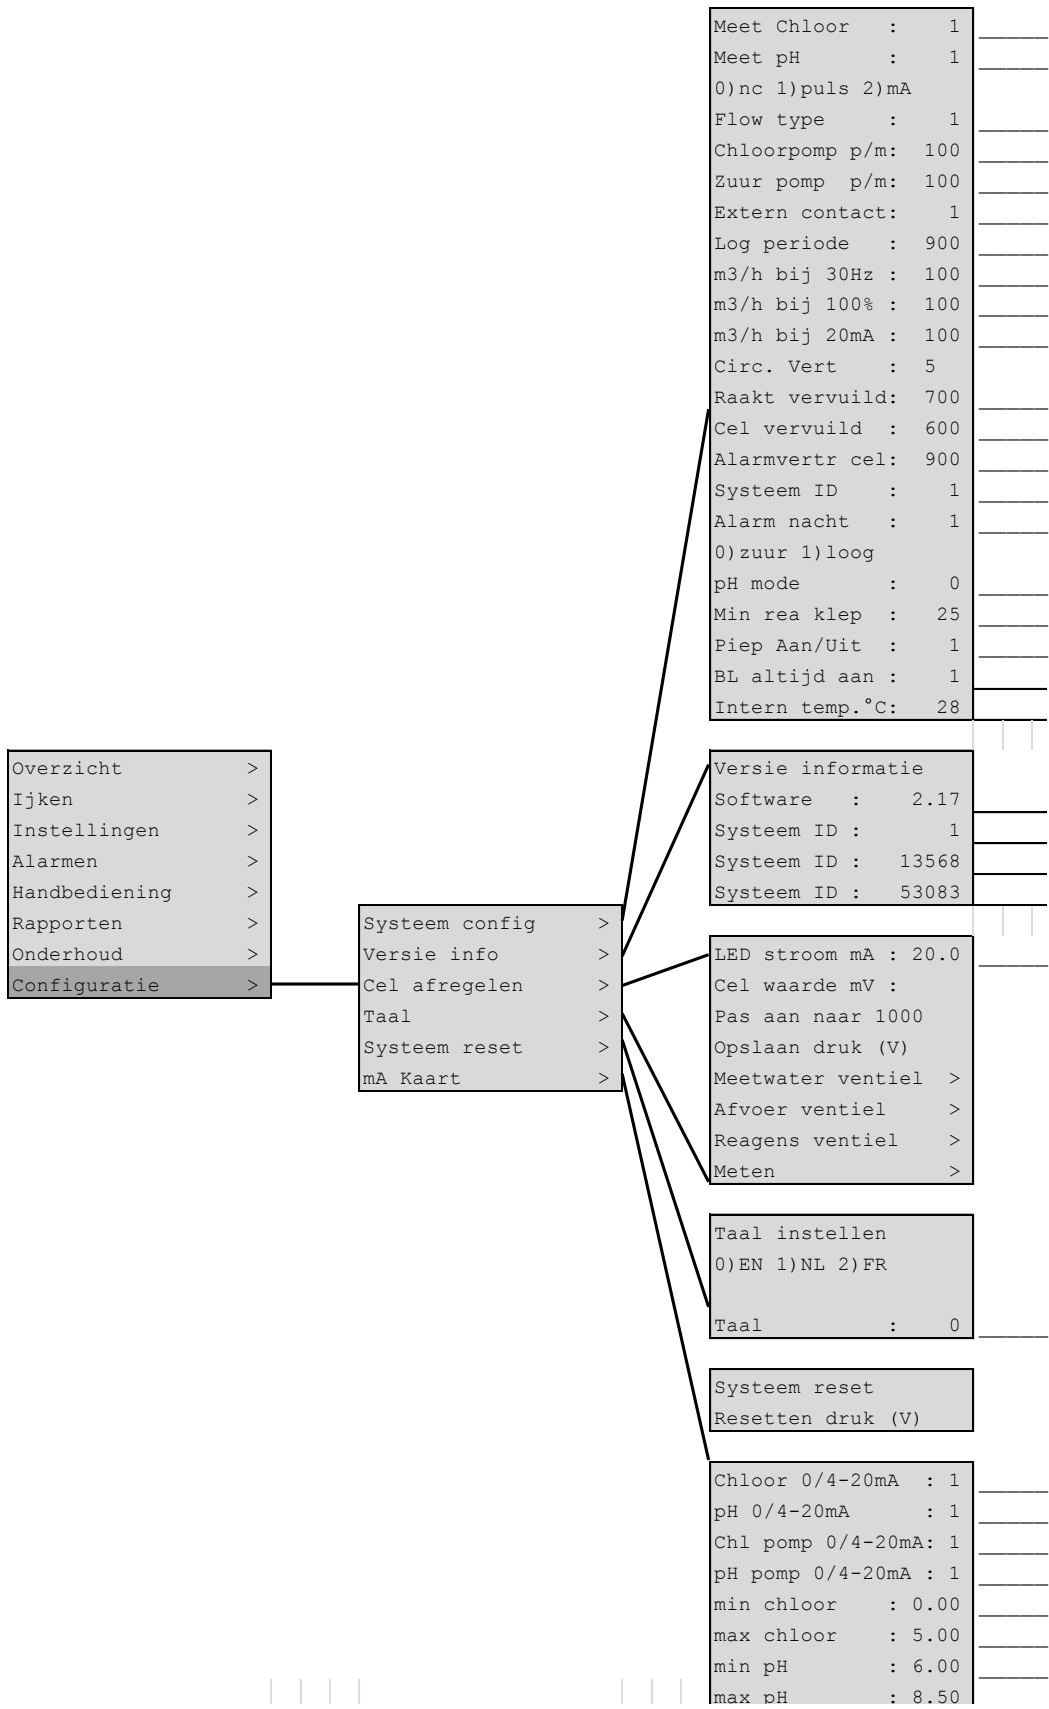 Meet Chloor : 1
Meet pH : 1
0)nc 1)puls 2)mA
Flow type : 1
Chloorpomp p/m: 100
Zuur pomp p/m: 100
Extern contact: 1
Log periode : 900
m3/h bij 30Hz : 100
m3/h bij 100% : 100
m3/h bij 20mA : 100
Circ. Vert : 5
Raakt vervuild: 700
Cel vervuild : 600
Alarmvertr cel: 900
Systeem ID : 1
Alarm nacht : 1
0)zuur 1)loog
pH mode : 0
Min rea klep : 25
Piep Aan/Uit : 1
BL altijd aan : 1
Intern temp.°C: 28
Overzicht >
Ijken >
Instellingen >
Alarmen >
Handbediening >
Rapporten >
Onderhoud >
Configuratie >
Systeem config >
Versie info >
Cel afregelen >
Taal >
Systeem reset >
mA Kaart >
Versie informatie
Software : 2.17
Systeem ID : 1
Systeem ID : 13568
Systeem ID : 53083
LED stroom mA : 20.0
Cel waarde mV :
Pas aan naar 1000
Opslaan druk (V)
Meetwater ventiel >
Afvoer ventiel >
Reagens ventiel >
Meten >
Taal instellen
0)EN 1)NL 2)FR
Taal : 0
Systeem reset
Resetten druk (V)
Chloor 0/4-20mA : 1
pH 0/4-20mA : 1
Chl pomp 0/4-20mA: 1
pH pomp 0/4-20mA : 1
min chloor : 0.00
max chloor : 5.00
min pH : 6.00
max pH : 8.50